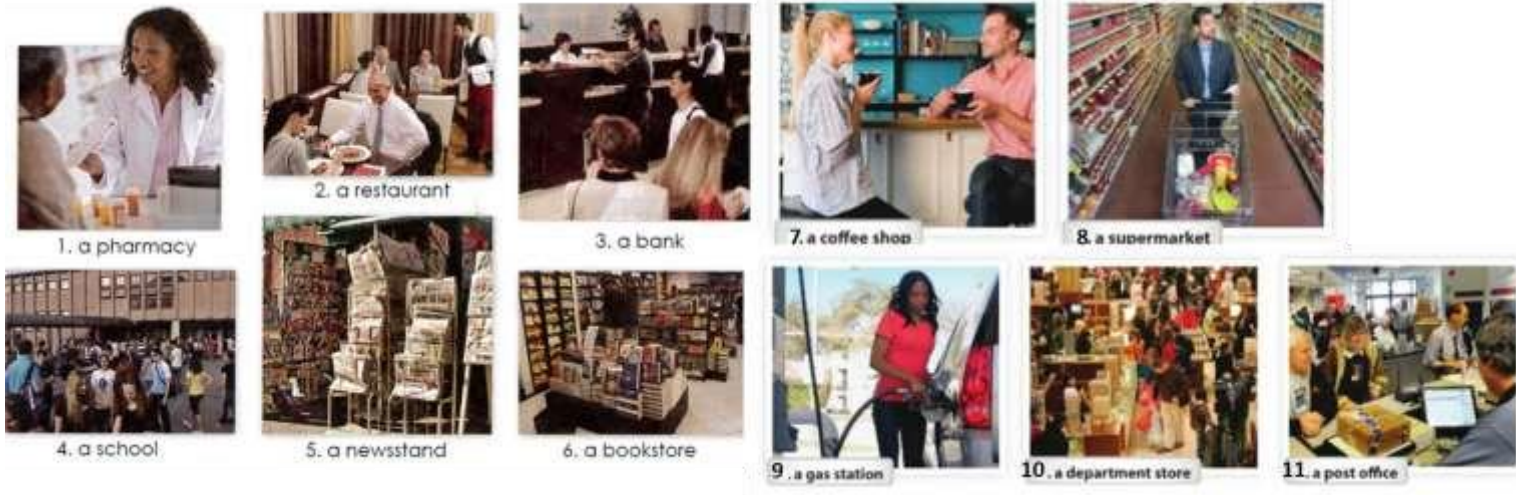 1. a pharmacy
2. a restaurant
3. a bank
4. a school
5. a newsstand
6. a bookstore
7. a coffee shop
8. a supermarket
9. a gas station
10. a department store
11. a post office